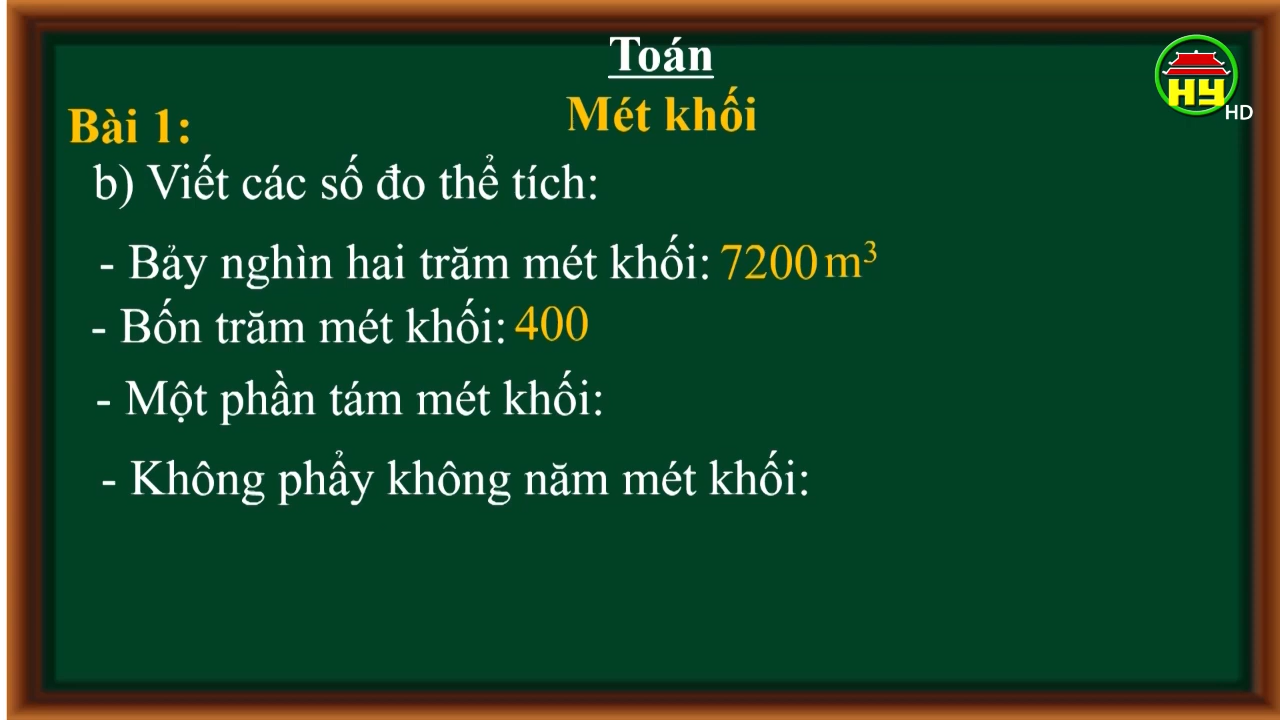 Toán
Mét khối
Bài 1:
b) Viết các số đo thể tích:
- Bảy nghìn hai trăm mét khối: 7200 m³
- Bốn trăm mét khối: 400
- Một phần tám mét khối:
- Không phẩy không năm mét khối:
HY
HD